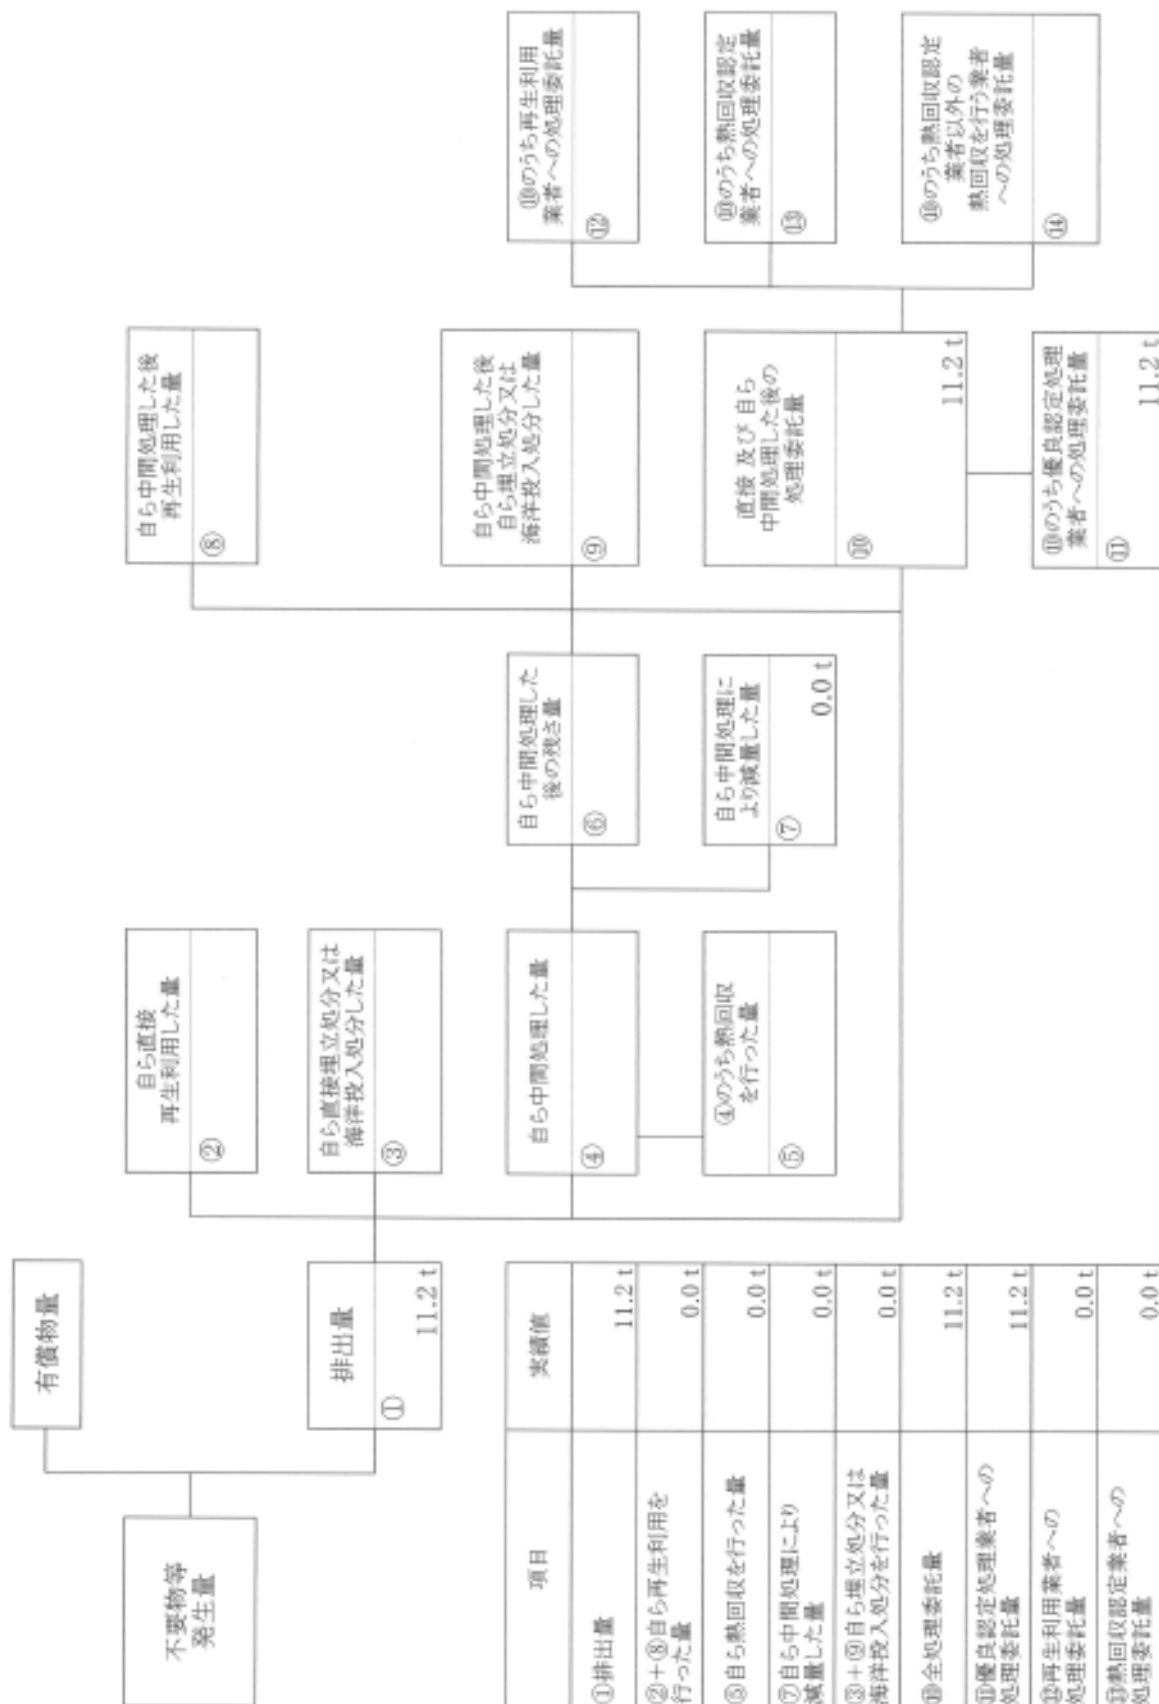 不要物等
発生量
有償物量
排出量
①
11.2 t
自ら直接
再生利用した量
②
自ら直接埋立処分又は
海洋投入処分した量
③
自ら中間処理した量
④
④のうち熱回収
を行った量
⑤
自ら中間処理した
後の残さ量
⑥
自ら中間処理に
より減量した量
⑦
0.0 t
自ら中間処理した後
再生利用した量
⑧
自ら中間処理した後
自ら埋立処分又は
海洋投入処分した量
⑨
直接 及び 自ら
中間処理した後の
処理委託量
⑩
11.2 t
⑩のうち優良認定処理
業者への処理委託量
⑪
11.2 t
⑩のうち再生利用
業者への処理委託量
⑫
⑩のうち熱回収認定
業者への処理委託量
⑬
⑩のうち熱回収認定
業者以外の
熱回収を行う業者
への処理委託量
⑭
項目 実績値
①排出量 11.2 t
②+⑧自ら再生利用を
行った量 0.0 t
⑤自ら熱回収を行った量 0.0 t
⑦自ら中間処理により
減量した量 0.0 t
③+⑨自ら埋立処分又は
海洋投入処分を行った量 0.0 t
⑩全処理委託量 11.2 t
⑪優良認定処理業者への
処理委託量 11.2 t
⑫再生利用業者への
処理委託量 0.0 t
⑬熱回収認定業者への
処理委託量 0.0 t